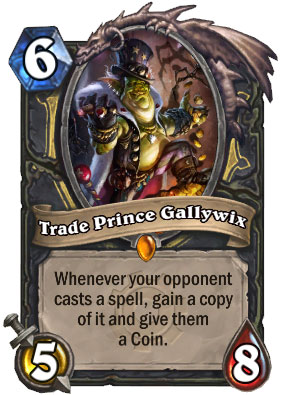 6
Trade Prince Gallywix
Whenever your opponent
casts a spell, gain a copy
of it and give them
a Coin.
5
8